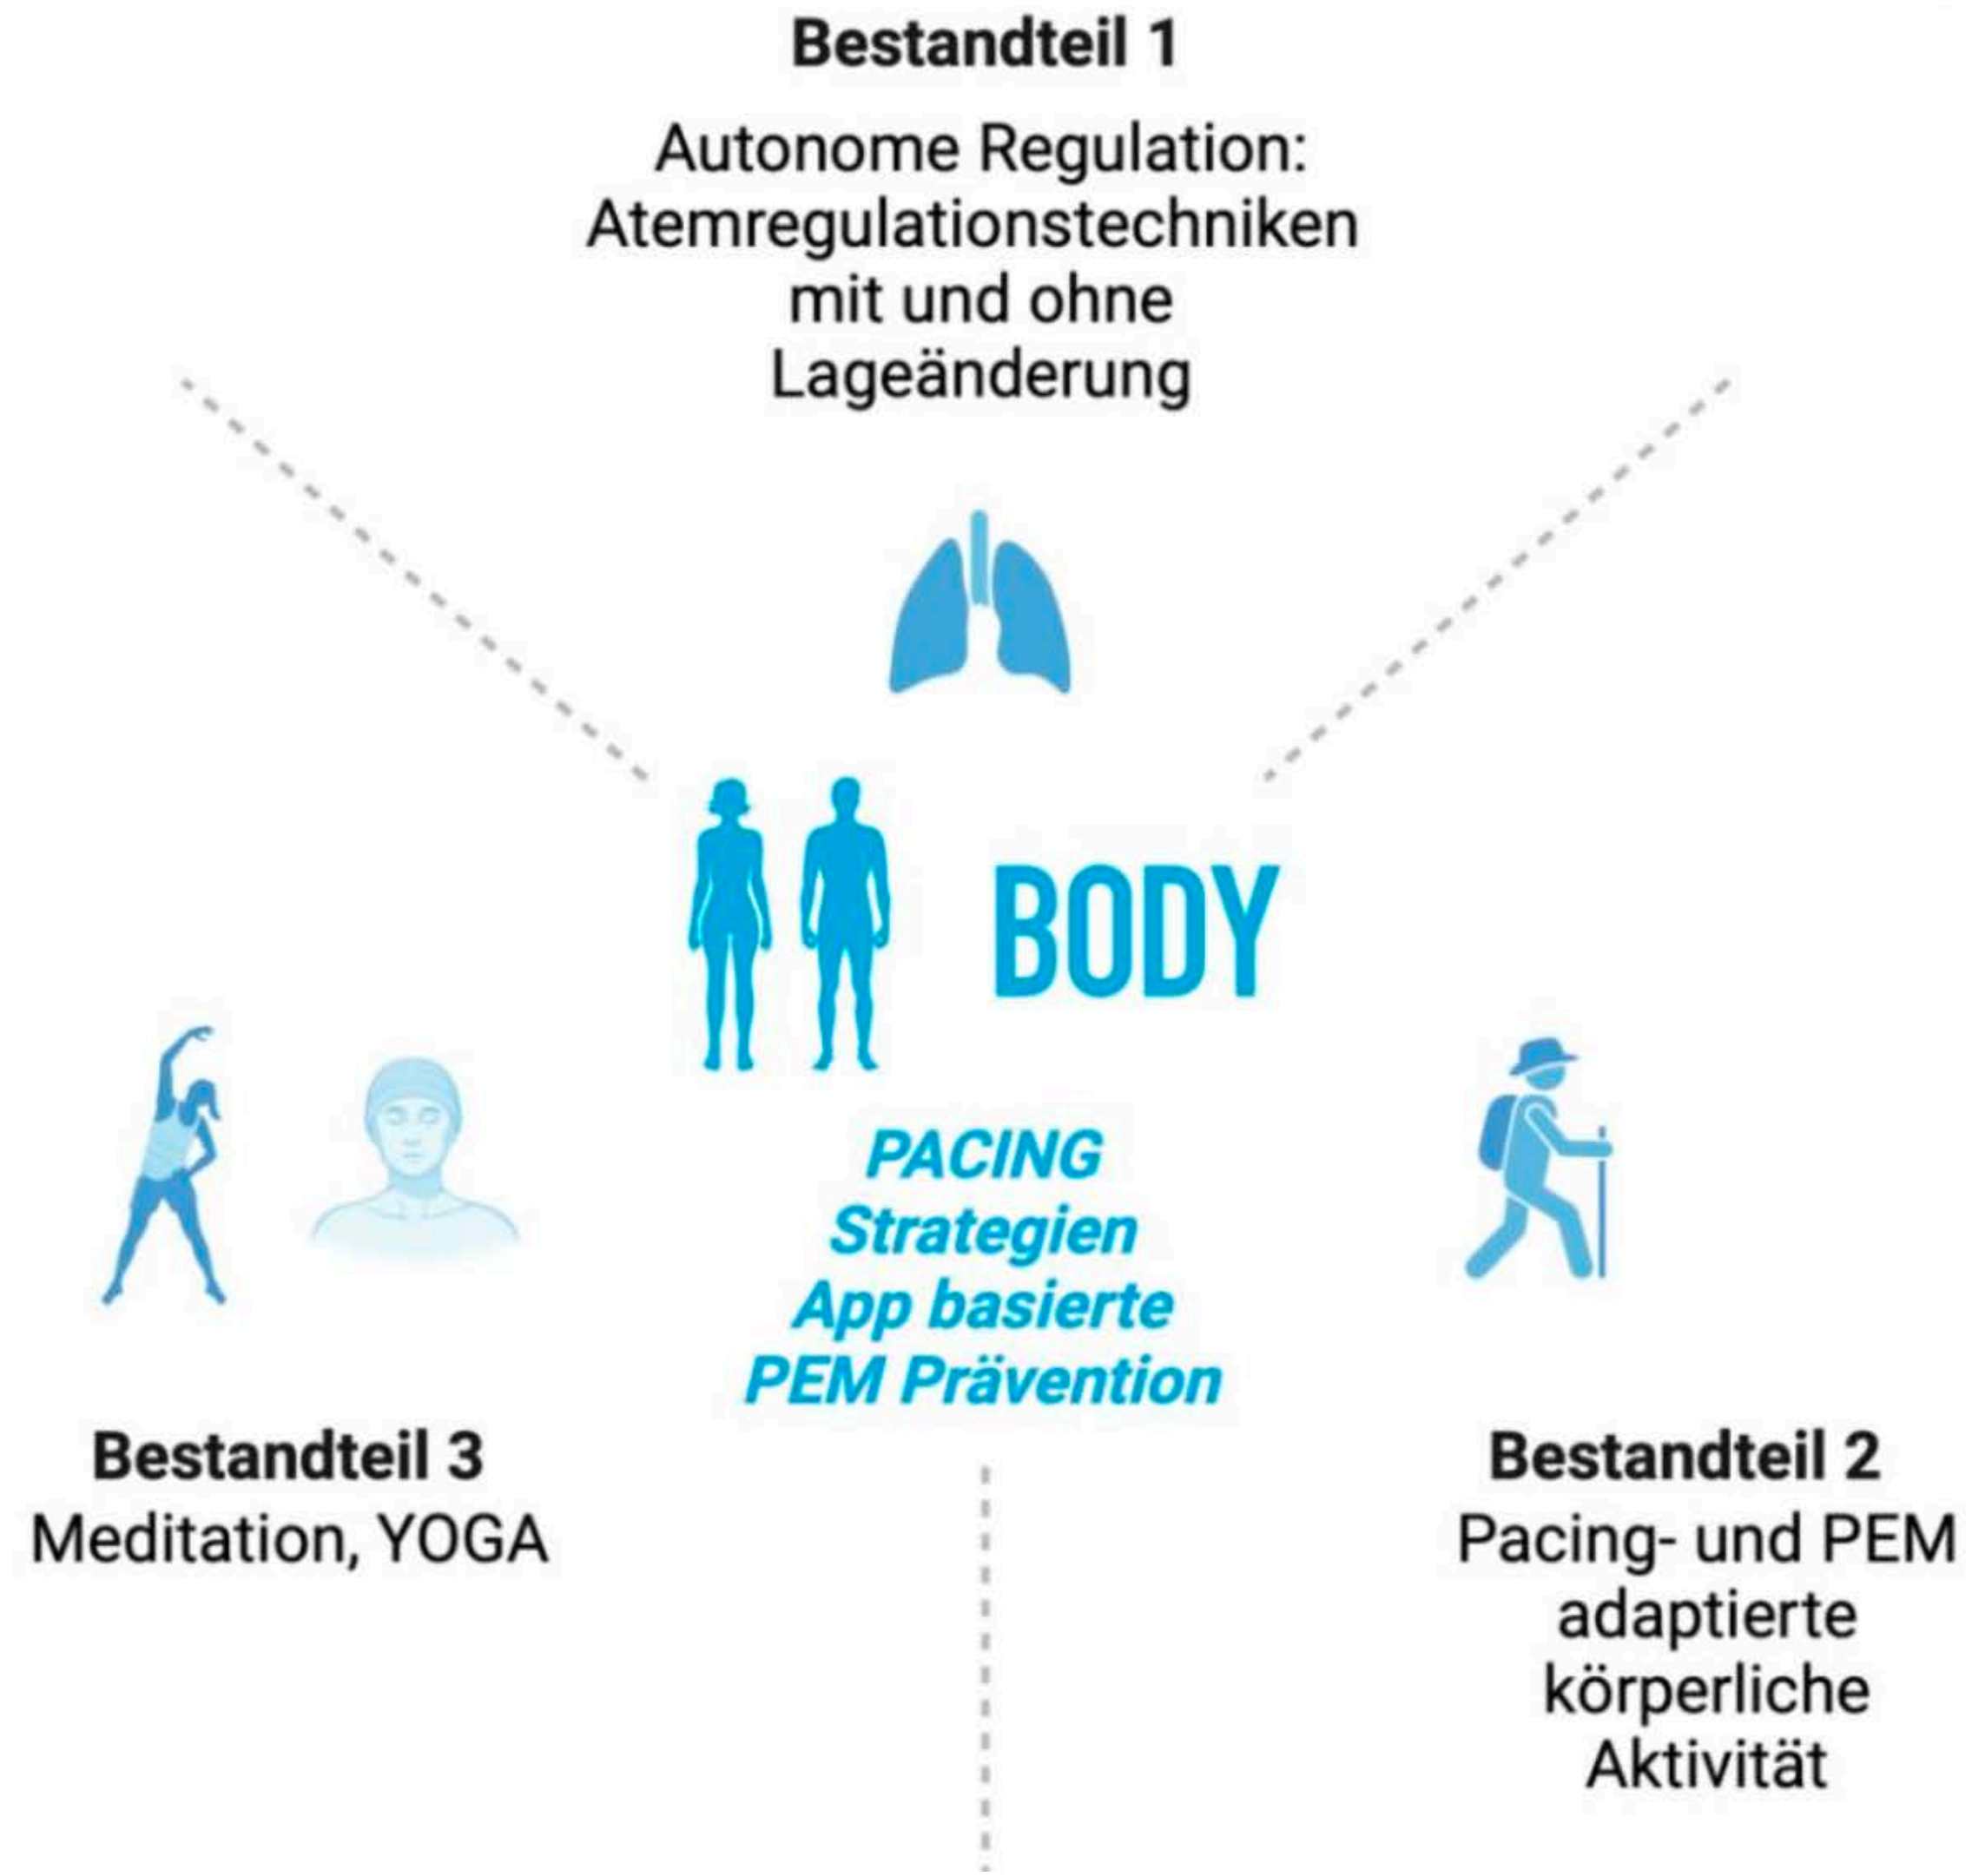 Bestandteil 1
Autonome Regulation:
Atemregulationstechniken
mit und ohne
Lageänderung
BODY
PACING
Strategien
App basierte
PEM Prävention
Bestandteil 3
Meditation, YOGA
Bestandteil 2
Pacing- und PEM
adaptierte
körperliche
Aktivität